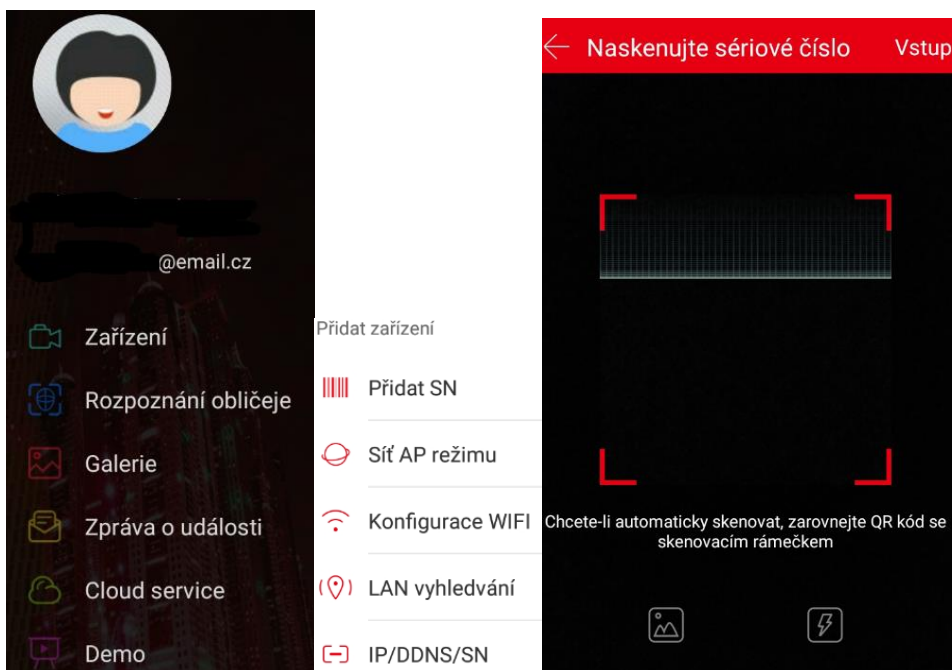 @email.cz
Zařízení
Rozpoznání obličeje
Galerie
Zpráva o události
Cloud service
Demo
Přidat zařízení
Přidat SN
Síť AP režimu
Konfigurace WIFI
LAN vyhledvání
IP/DDNS/SN
Naskenujte sériové číslo Vstup
Chcete-li automaticky skenovat, zarovnejte QR kód se
skenovacím rámečkem